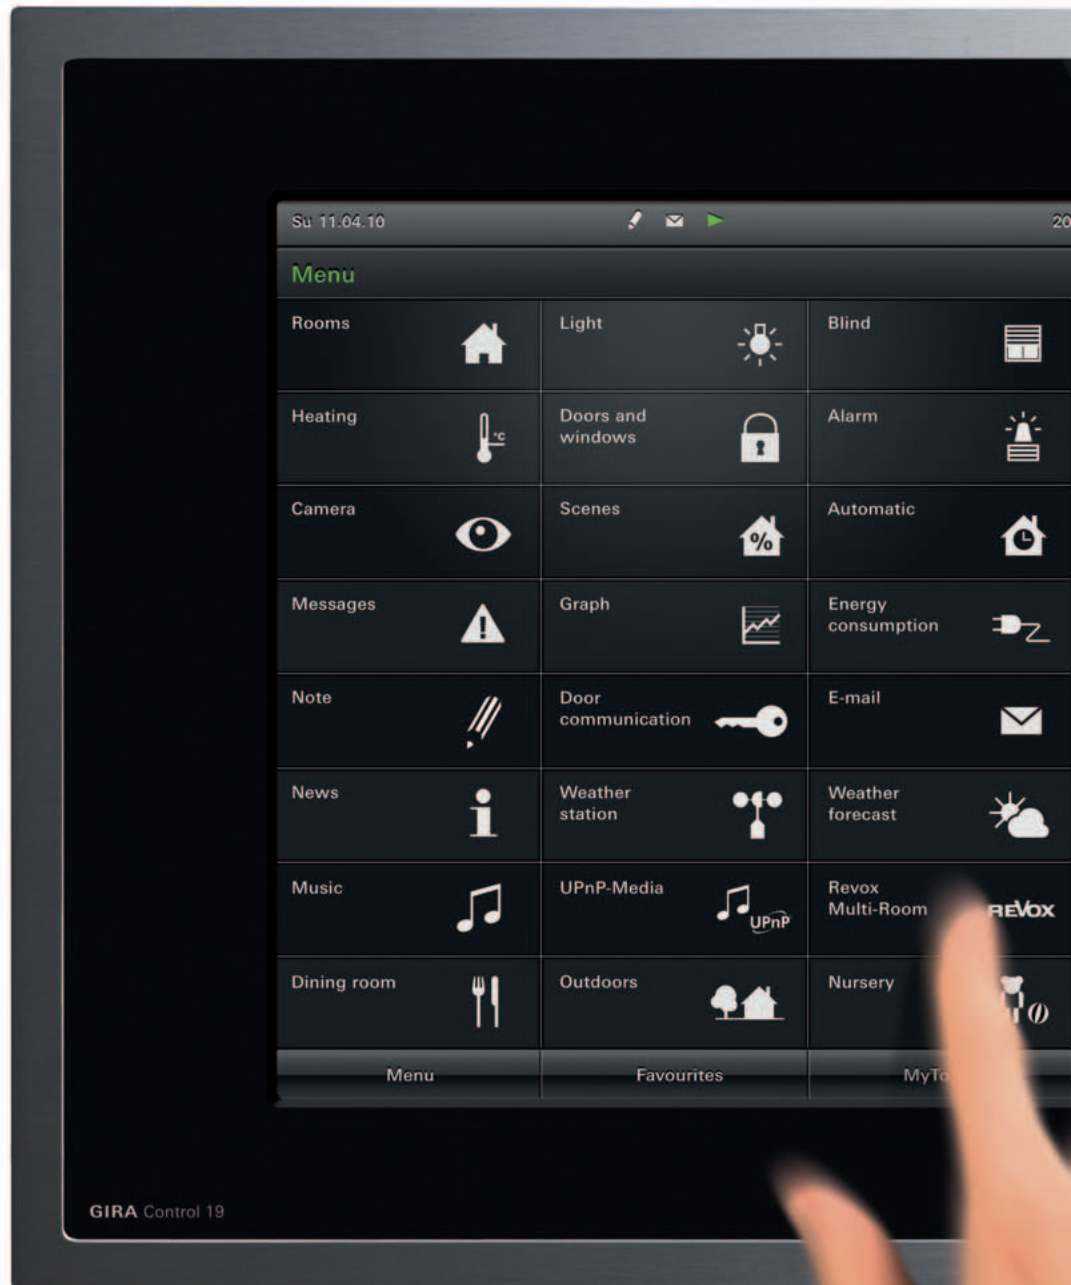 Su 11.04.10
20
Menu
Rooms
Light
Blind
Heating
°C
Doors and
windows
Alarm
Camera
Scenes
%
Automatic
Messages
!
Graph
Energy
consumption
Note
Door
communication
E-mail
News
Weather
station
Weather
forecast
Music
UPnP-Media
UPnP
Revox
Multi-Room
REVOX
Dining room
Outdoors
Nursery
Menu
Favourites
GIRA Control 19